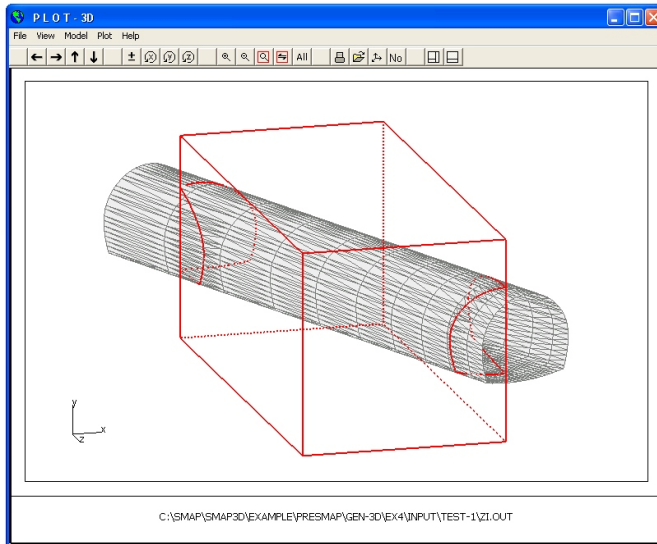 PLOT-3D
File View Model Plot Help
± X Y Z All No
y
x
z
C:\SMAP\SMAP3D\EXAMPLE\PRESMAP\GEN-3D\EX4\INPUT\TEST-1\ZI.OUT